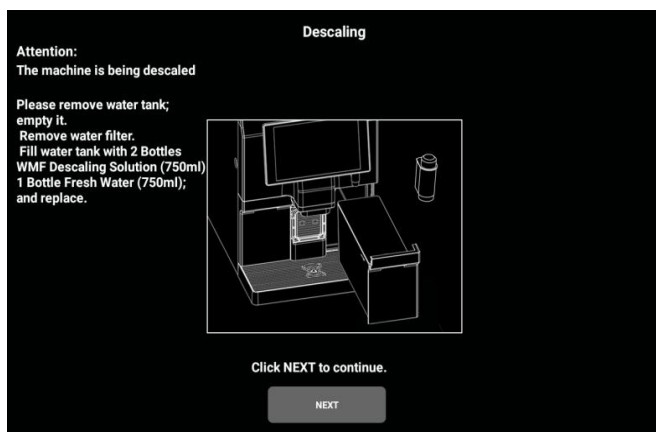 Descaling
Attention:
The machine is being descaled
Please remove water tank;
empty it.
Remove water filter.
Fill water tank with 2 Bottles
WMF Descaling Solution (750ml)
1 Bottle Fresh Water (750ml);
and replace.
Click NEXT to continue.
NEXT